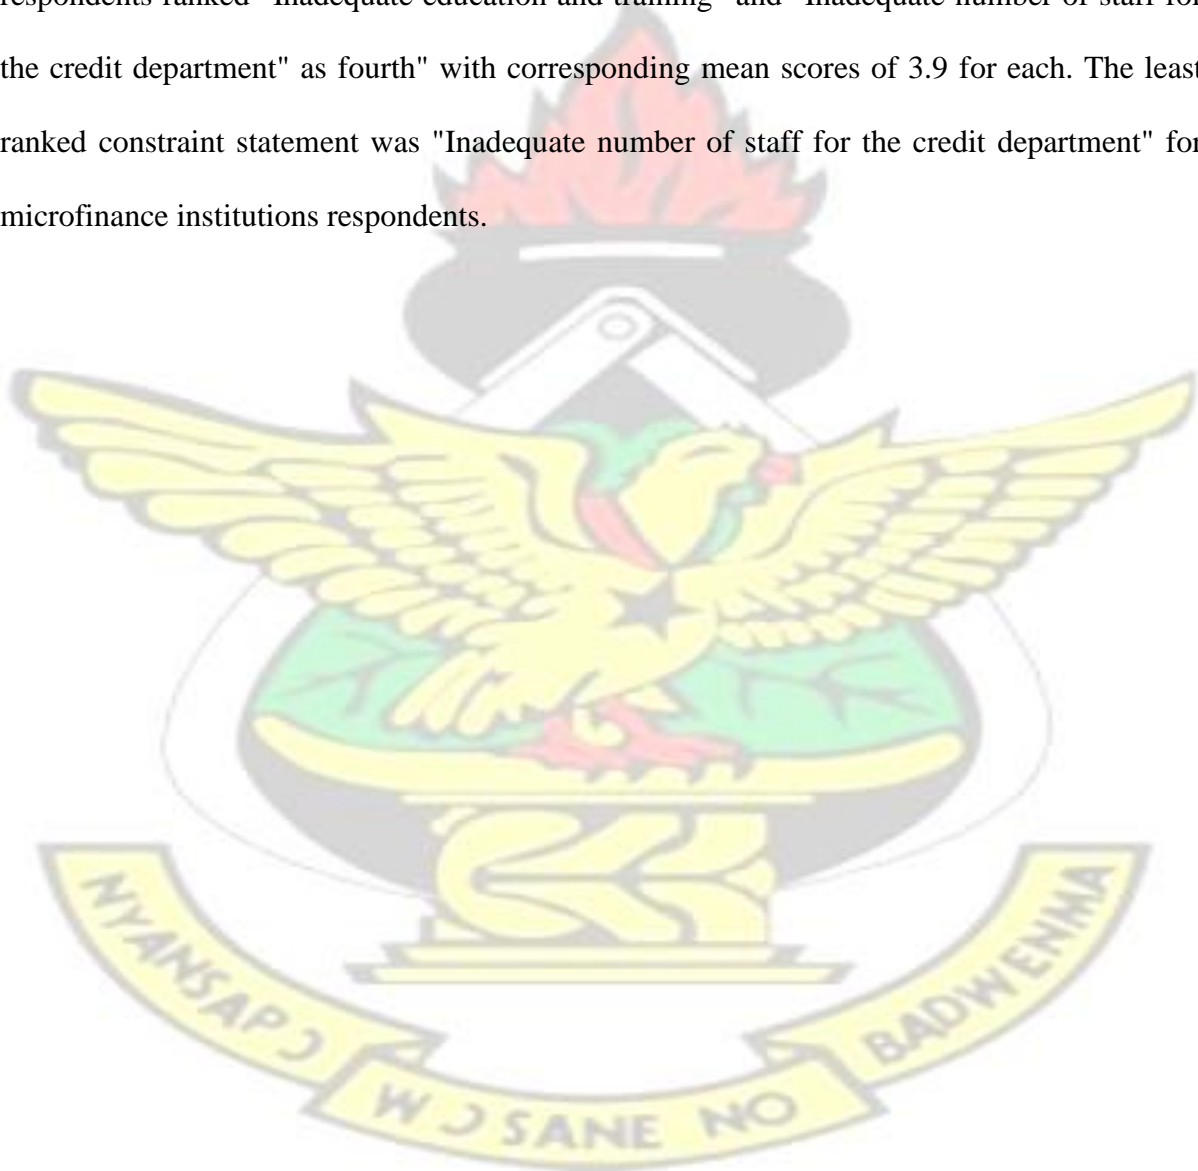 respondents ranked "Inadequate education and training" and "Inadequate number of staff for
the credit department" as fourth" with corresponding mean scores of 3.9 for each. The least
ranked constraint statement was "Inadequate number of staff for the credit department" for
microfinance institutions respondents.
NYANSAPƆ
WƆSANE NO
BADWENMA